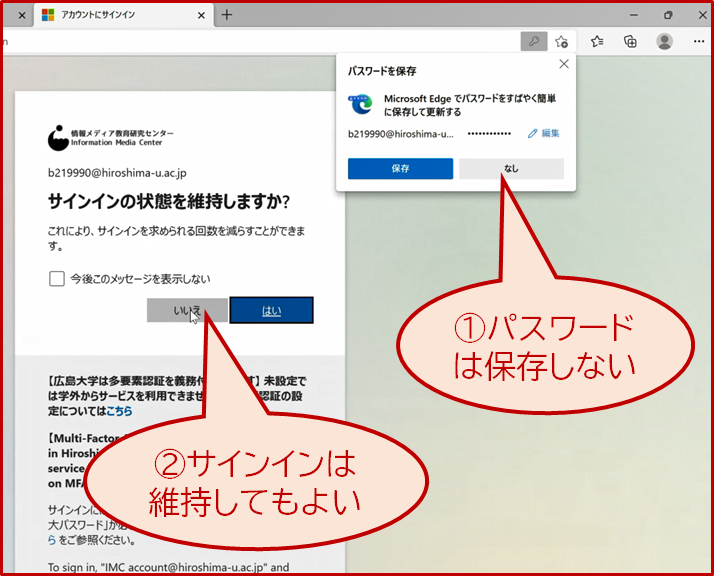 アカウントにサインイン
n
パスワードを保存
Microsoft Edge でパスワードをすばやく簡単
に保存して更新する
b219990@hiroshima-u... •••••••••••• 編集
保存 なし
情報メディア教育研究センター
Information Media Center
b219990@hiroshima-u.ac.jp
サインインの状態を維持しますか?
これにより、サインインを求められる回数を減らすことができま
す。
今後このメッセージを表示しない
いいえ はい
①パスワード
は保存しない
【広島大学は多要素認証を義務付 す】未設定で
は学外からサービスを利用できませ 認証の設
定についてはこちら
【Multi-Factor
in Hiros
service
on MFA
②サインインは
維持してもよい
サインインに
大パスワード」が必
ら をご参照ください。
To sign in, "IMC account@hiroshima-u.ac.jp" and